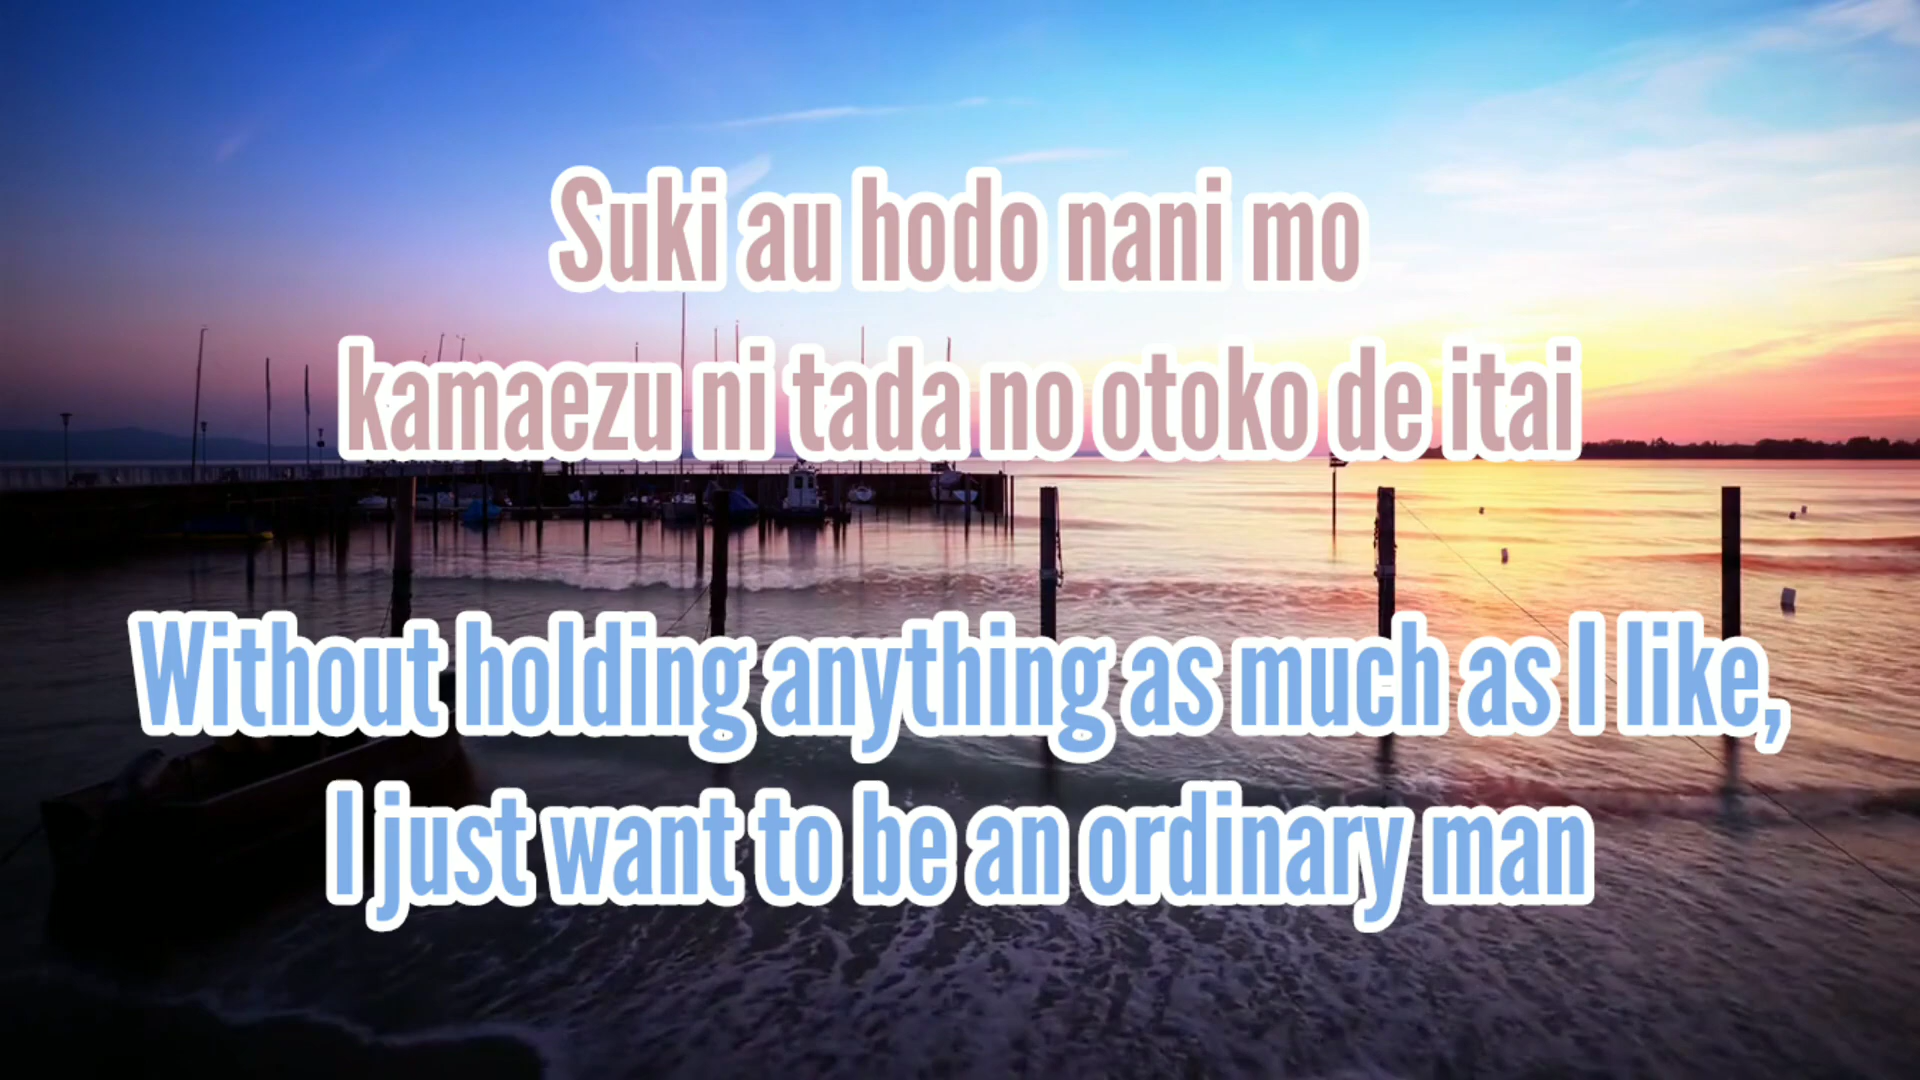 Suki au hodo nani mo
kamaezu ni tada no otoko de itai
Without holding anything as much as I like,
I just want to be an ordinary man